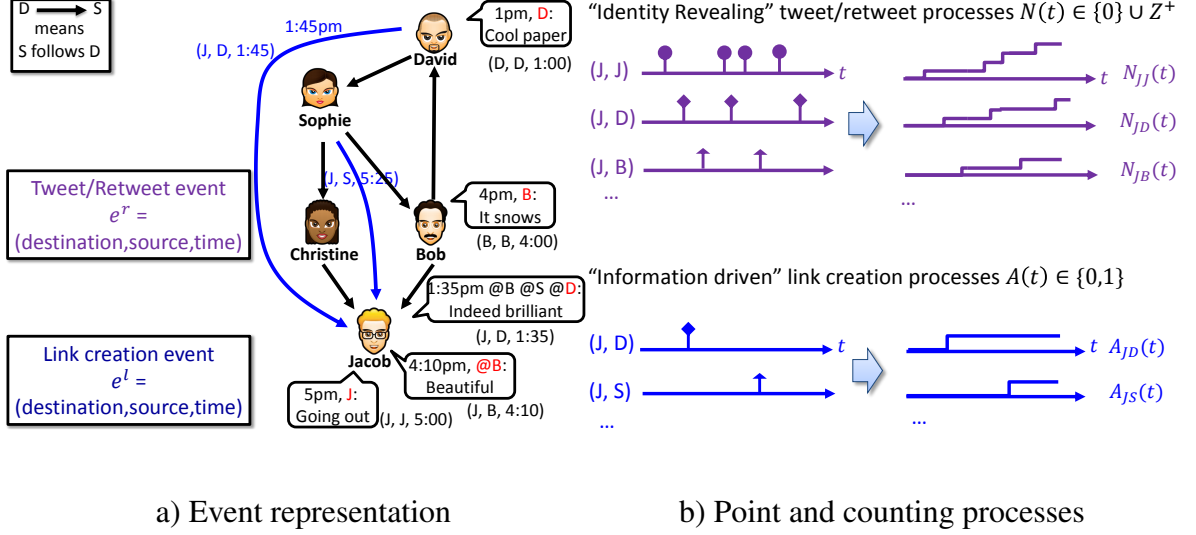 D S
means
S follows D
1:45pm
(J, D, 1:45)
1pm, D:
Cool paper
David
(D, D, 1:00)
Sophie
(J, S, 5:25)
Tweet/Retweet event
e^r =
(destination,source,time)
4pm, B:
It snows
(B, B, 4:00)
Christine
Bob
1:35pm @B @S @D:
Indeed brilliant
(J, D, 1:35)
Link creation event
e^l =
(destination,source,time)
Jacob
4:10pm, @B:
Beautiful
(J, B, 4:10)
5pm, J:
Going out
(J, J, 5:00)
a) Event representation
“Identity Revealing” tweet/retweet processes N(t) ∈ {0} ∪ Z⁺
(J, J) t t N_JJ(t)
(J, D) N_JD(t)
(J, B) N_JB(t)
... ...
“Information driven” link creation processes A(t) ∈ {0,1}
(J, D) t t A_JD(t)
(J, S) A_JS(t)
... ...
b) Point and counting processes